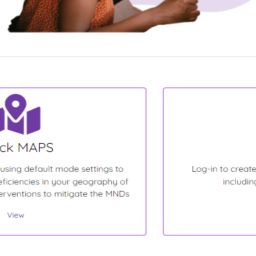 ck MAPS
using default mode settings to
eficiencies in your geography of
erventions to mitigate the MNDs
View
Log-in to create
including